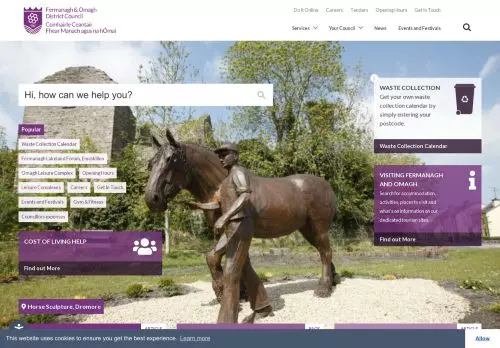 Fermanagh & Omagh
District Council
Comhairle Ceantair
Fhear Manach agus na hÓmaí
Do It Online
Careers
Tenders
Opening Hours
Get In Touch
Services
Your Council
News
Events and Festivals
Hi, how can we help you?
Popular
Waste Collection Calendar
Fermanagh Lakeland Forum, Enniskillen
Omagh Leisure Complex
Opening Hours
Leisure Complexes
Careers
Get In Touch
Events and Festivals
Gym & Fitness
Councillors expenses
COST OF LIVING HELP
Find out More
WASTE COLLECTION
Get your own waste
collection calendar by
simply entering your
postcode.
Waste Collection Calendar
VISITING FERMANAGH
AND OMAGH
Search for accommodation,
activities, places to visit and
what's on information on our
dedicated tourism sites.
Find out More
Horse Sculpture, Dromore
ARTICLE
PAGE
ARTICLE
This website uses cookies to ensure you get the best experience. Learn more
Allow